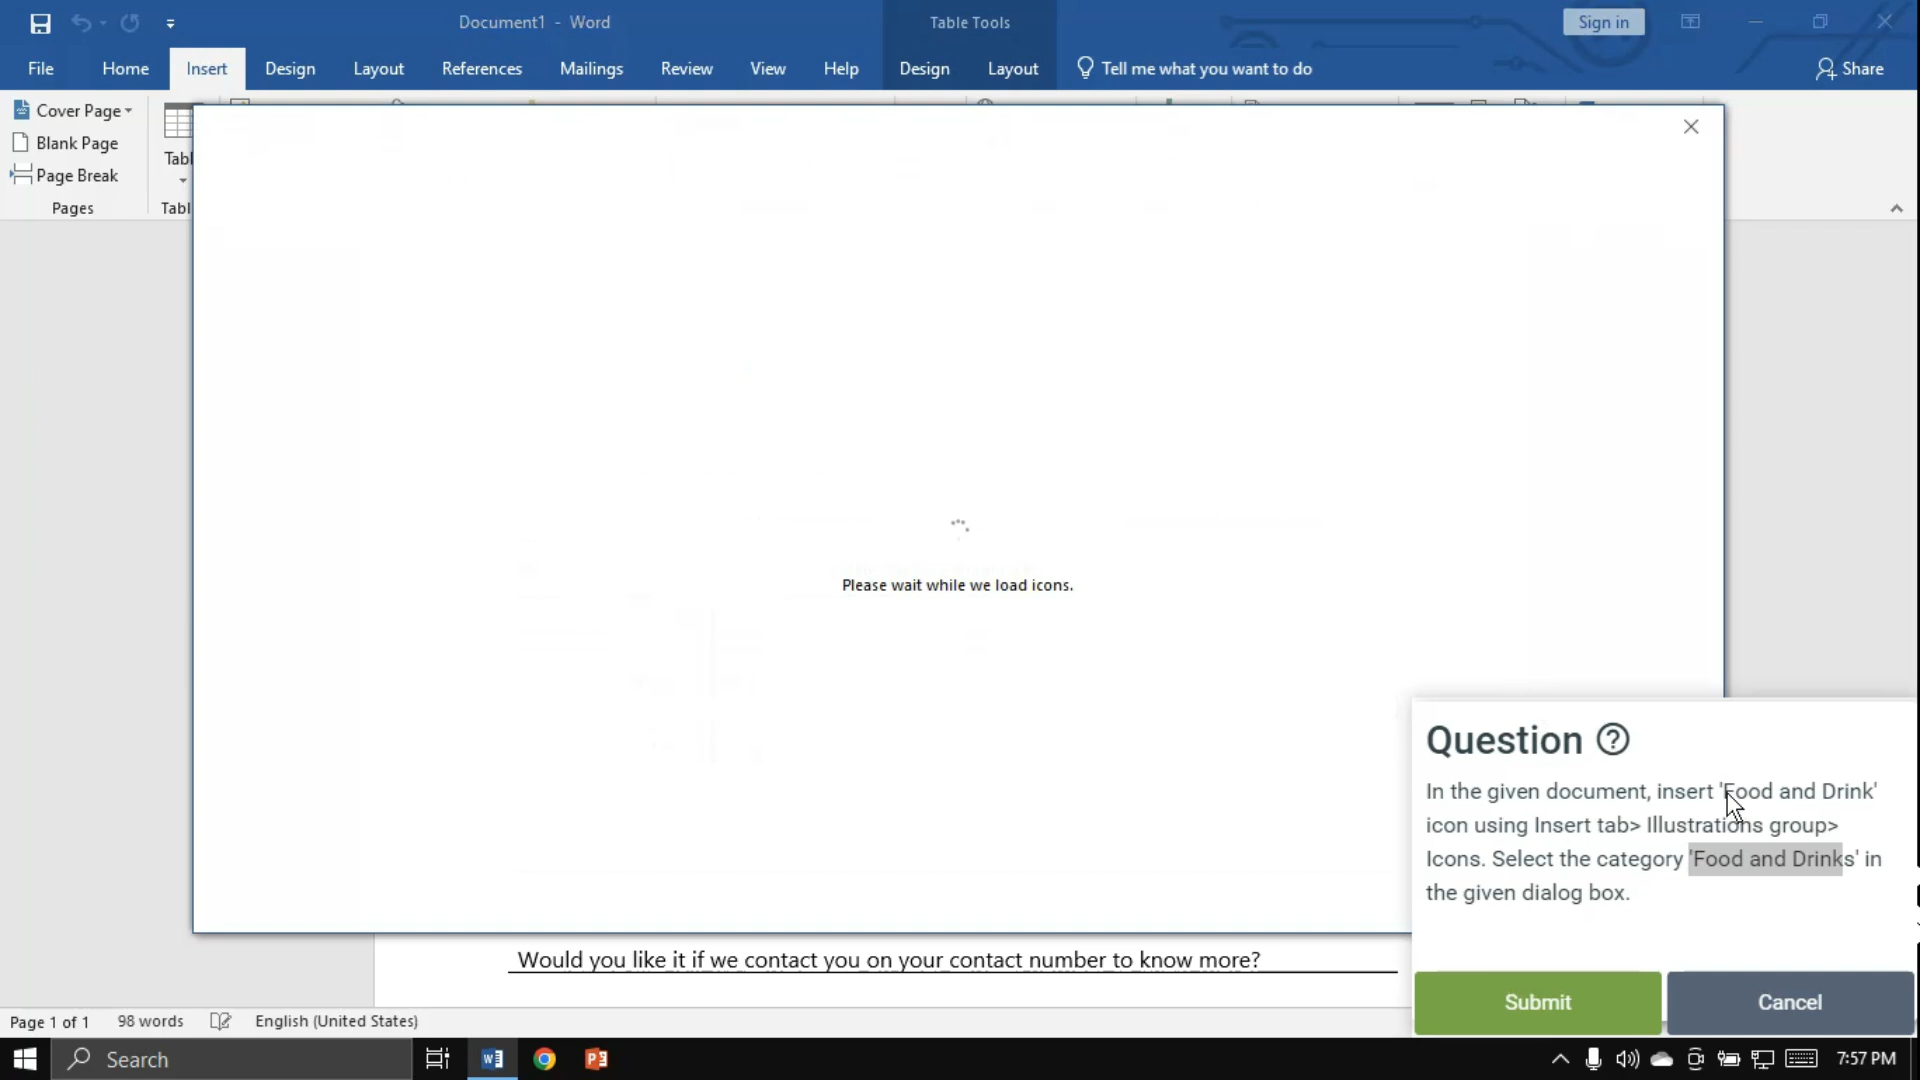 Document1 - Word
Table Tools
Sign in
File
Home
Insert
Design
Layout
References
Mailings
Review
View
Help
Design
Layout
Tell me what you want to do
Share
Cover Page
Blank Page
Page Break
Pages
Tabl
Tabl
Please wait while we load icons.
Question
In the given document, insert 'Food and Drink'
icon using Insert tab> Illustrations group>
Icons. Select the category 'Food and Drinks' in
the given dialog box.
Submit
Cancel
Would you like it if we contact you on your contact number to know more?
Page 1 of 1
98 words
English (United States)
Search
7:57 PM